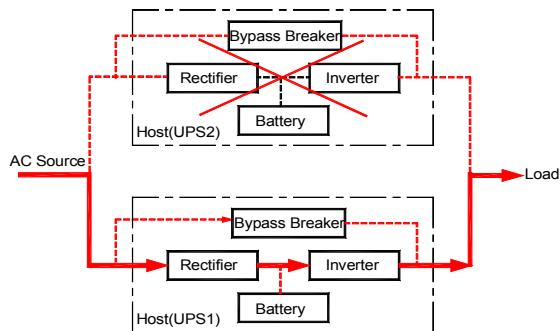 Bypass Breaker
Rectifier
Inverter
Battery
Host(UPS2)
AC Source
Load
Bypass Breaker
Rectifier
Inverter
Battery
Host(UPS1)